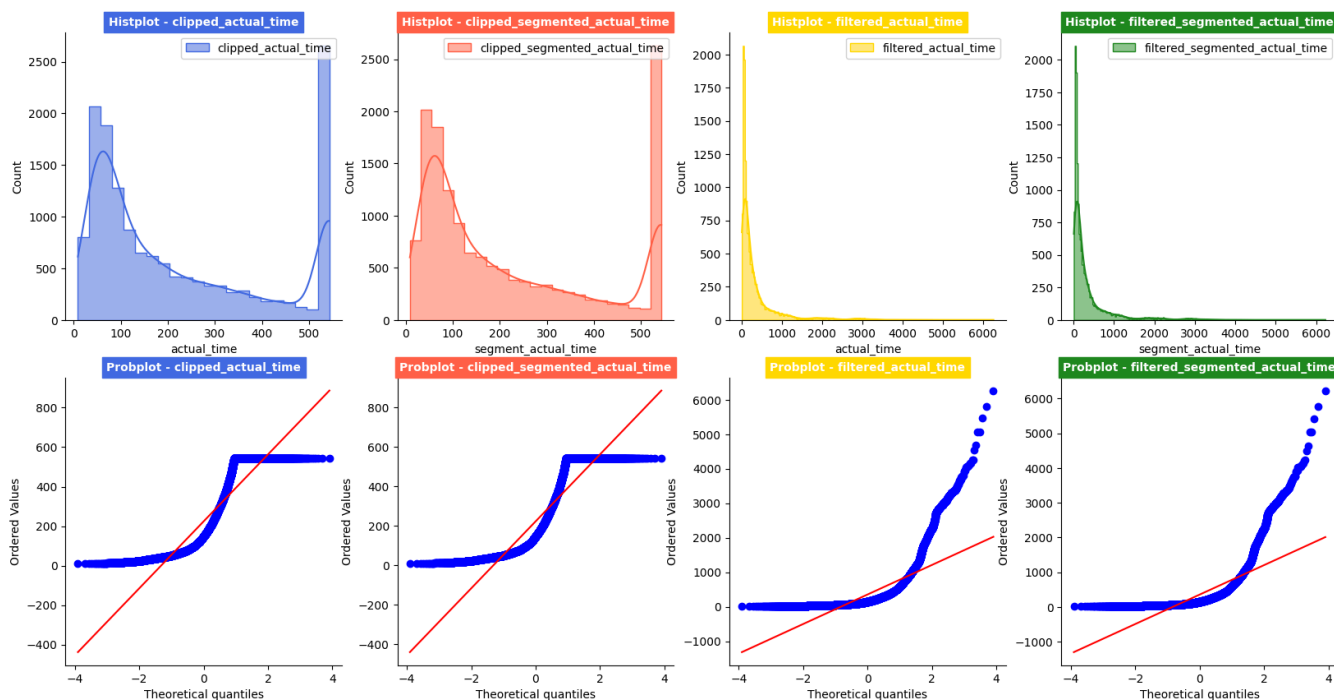 Histplot - clipped_actual_time
clipped_actual_time
Count
2500
2000
1500
1000
500
0
0 100 200 300 400 500
actual_time
Histplot - clipped_segmented_actual_time
clipped_segmented_actual_time
Count
2500
2000
1500
1000
500
0
0 100 200 300 400 500
segment_actual_time
Histplot - filtered_actual_time
filtered_actual_time
Count
2000
1750
1500
1250
1000
750
500
250
0
0 1000 2000 3000 4000 5000 6000
actual_time
Histplot - filtered_segmented_actual_time
filtered_segmented_actual_time
Count
2000
1750
1500
1250
1000
750
500
250
0
0 1000 2000 3000 4000 5000 6000
segment_actual_time
Probplot - clipped_actual_time
Ordered Values
800
600
400
200
0
−200
−400
−4 −2 0 2 4
Theoretical quantiles
Probplot - clipped_segmented_actual_time
Ordered Values
800
600
400
200
0
−200
−400
−4 −2 0 2 4
Theoretical quantiles
Probplot - filtered_actual_time
Ordered Values
6000
5000
4000
3000
2000
1000
0
−1000
−4 −2 0 2 4
Theoretical quantiles
Probplot - filtered_segmented_actual_time
Ordered Values
6000
5000
4000
3000
2000
1000
0
−1000
−4 −2 0 2 4
Theoretical quantiles